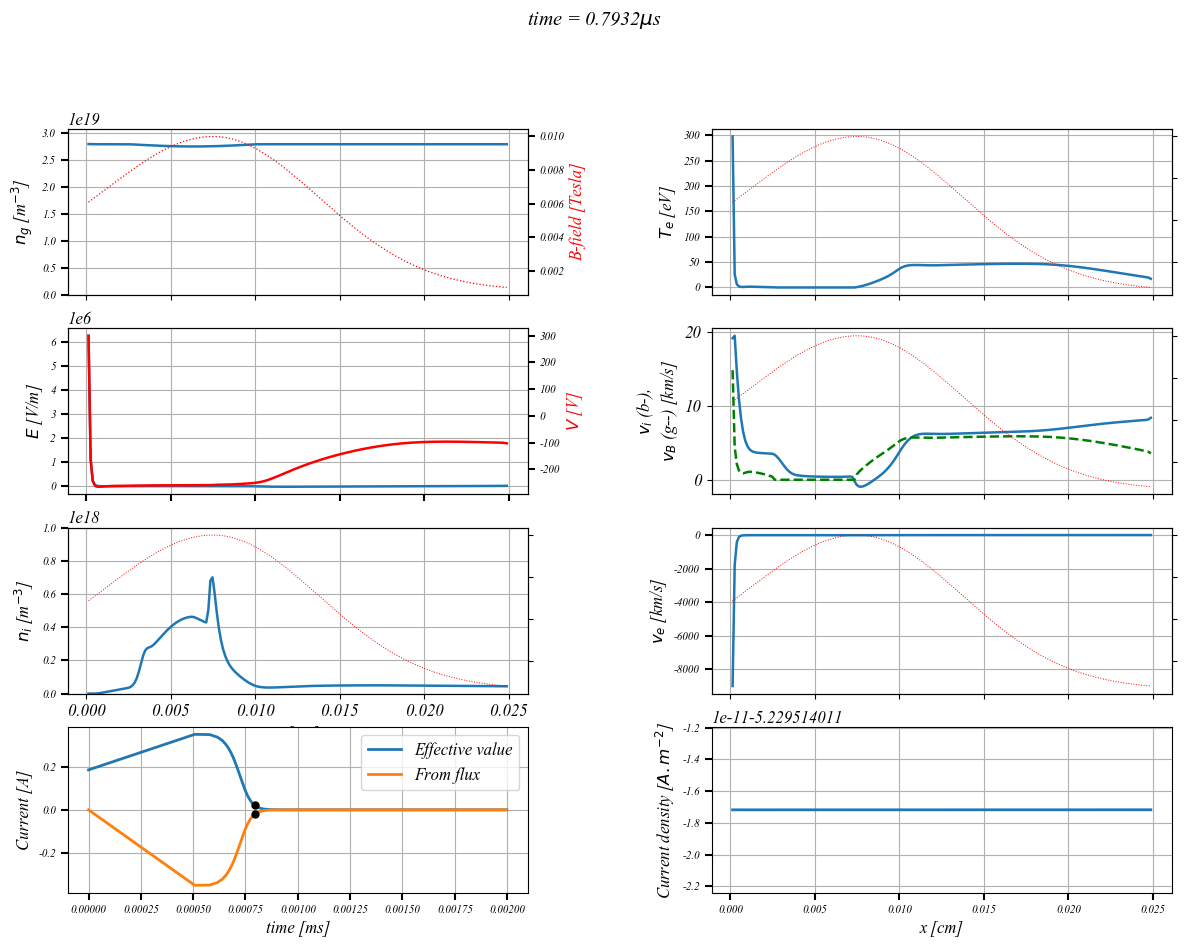 time = 0.7932μs
1e19
3.0
2.5
2.0
1.5
1.0
0.5
0.0
n_g [m⁻³]
0.010
0.008
0.006
0.004
0.002
B-field [Tesla]
300
250
200
150
100
50
0
T_e [eV]
1e6
6
5
4
3
2
1
0
E [V/m]
300
200
100
0
-100
-200
V [V]
20
10
0
v_i (b-),
v_B (g--) [km/s]
1e18
1.0
0.8
0.6
0.4
0.2
0.0
n_i [m⁻³]
0.000 0.005 0.010 0.015 0.020 0.025
0
-2000
-4000
-6000
-8000
v_e [km/s]
0.2
0.0
-0.2
Current [A]
Effective value
From flux
0.00000 0.00025 0.00050 0.00075 0.00100 0.00125 0.00150 0.00175 0.00200
time [ms]
1e-11-5.229514011
-1.2
-1.4
-1.6
-1.8
-2.0
-2.2
Current density [A.m⁻²]
0.000 0.005 0.010 0.015 0.020 0.025
x [cm]